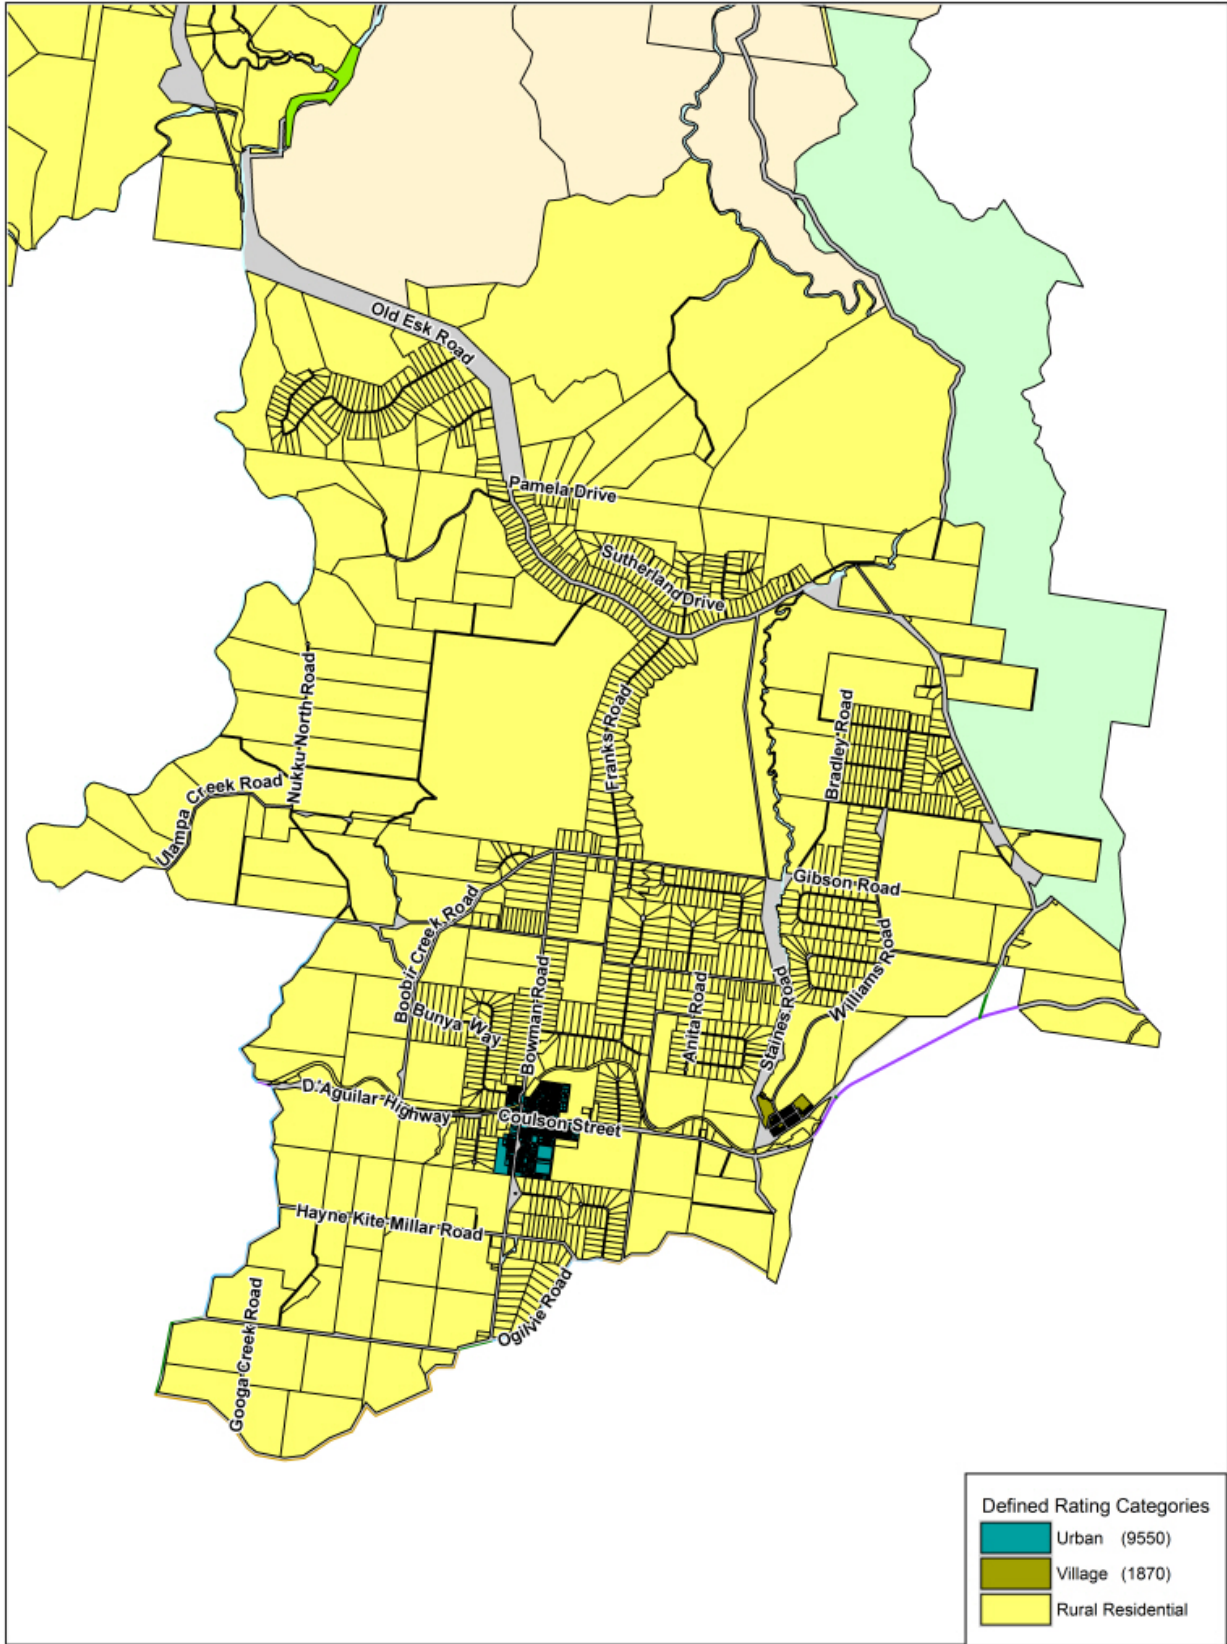 Old Esk Road
Pamela Drive
Sutherland Drive
Nukku North Road
Franks Road
Bradley Road
Ulampa Creek Road
Gibson Road
Boobir Creek Road
Bunya Way
Bowman Road
Anita Road
Staines Road
Williams Road
D'Aguilar Highway
Coulson Street
Hayne Kite Millar Road
Ogilvie Road
Googa Creek Road
Defined Rating Categories
Urban (9550)
Village (1870)
Rural Residential